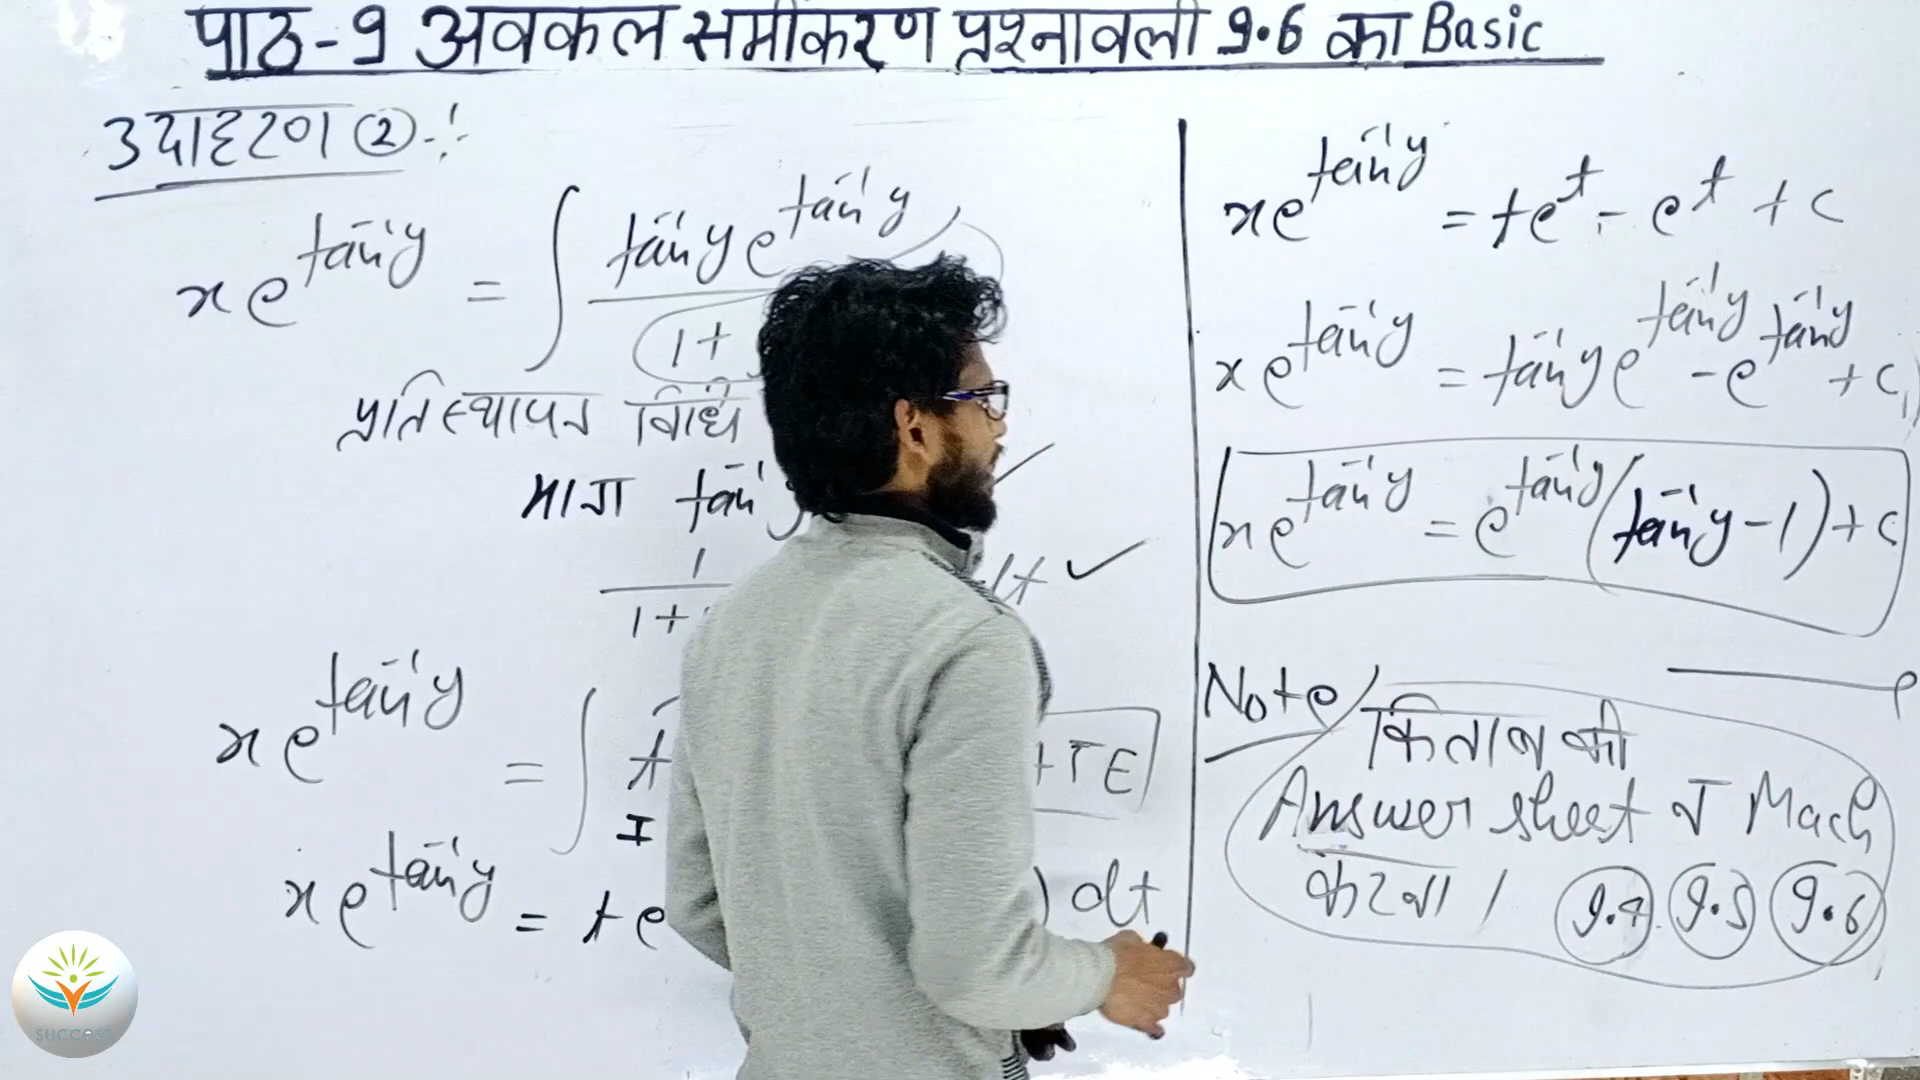 पाठ-9 अवकल समीकरण प्रश्नावली 9.6 का Basic
उदाहरण ② -:
x e^{tan⁻¹y} = ∫ tan⁻¹y e^{tan⁻¹y}
1+
प्रतिस्थापन विधि
माना tan⁻¹
1
1+
dt ✓
x e^{tan⁻¹y} = ∫ t
I
x e^{tan⁻¹y} = te ) dt
x e^{tan⁻¹y} = te^t - e^t + c
x e^{tan⁻¹y} = tan⁻¹y e^{tan⁻¹y} - e^{tan⁻¹y} + c
x e^{tan⁻¹y} = e^{tan⁻¹y} (tan⁻¹y - 1) + c
Note/ किताब की
Answer sheet न Mach
करना । 9.4 9.5 9.6
SUCCESS